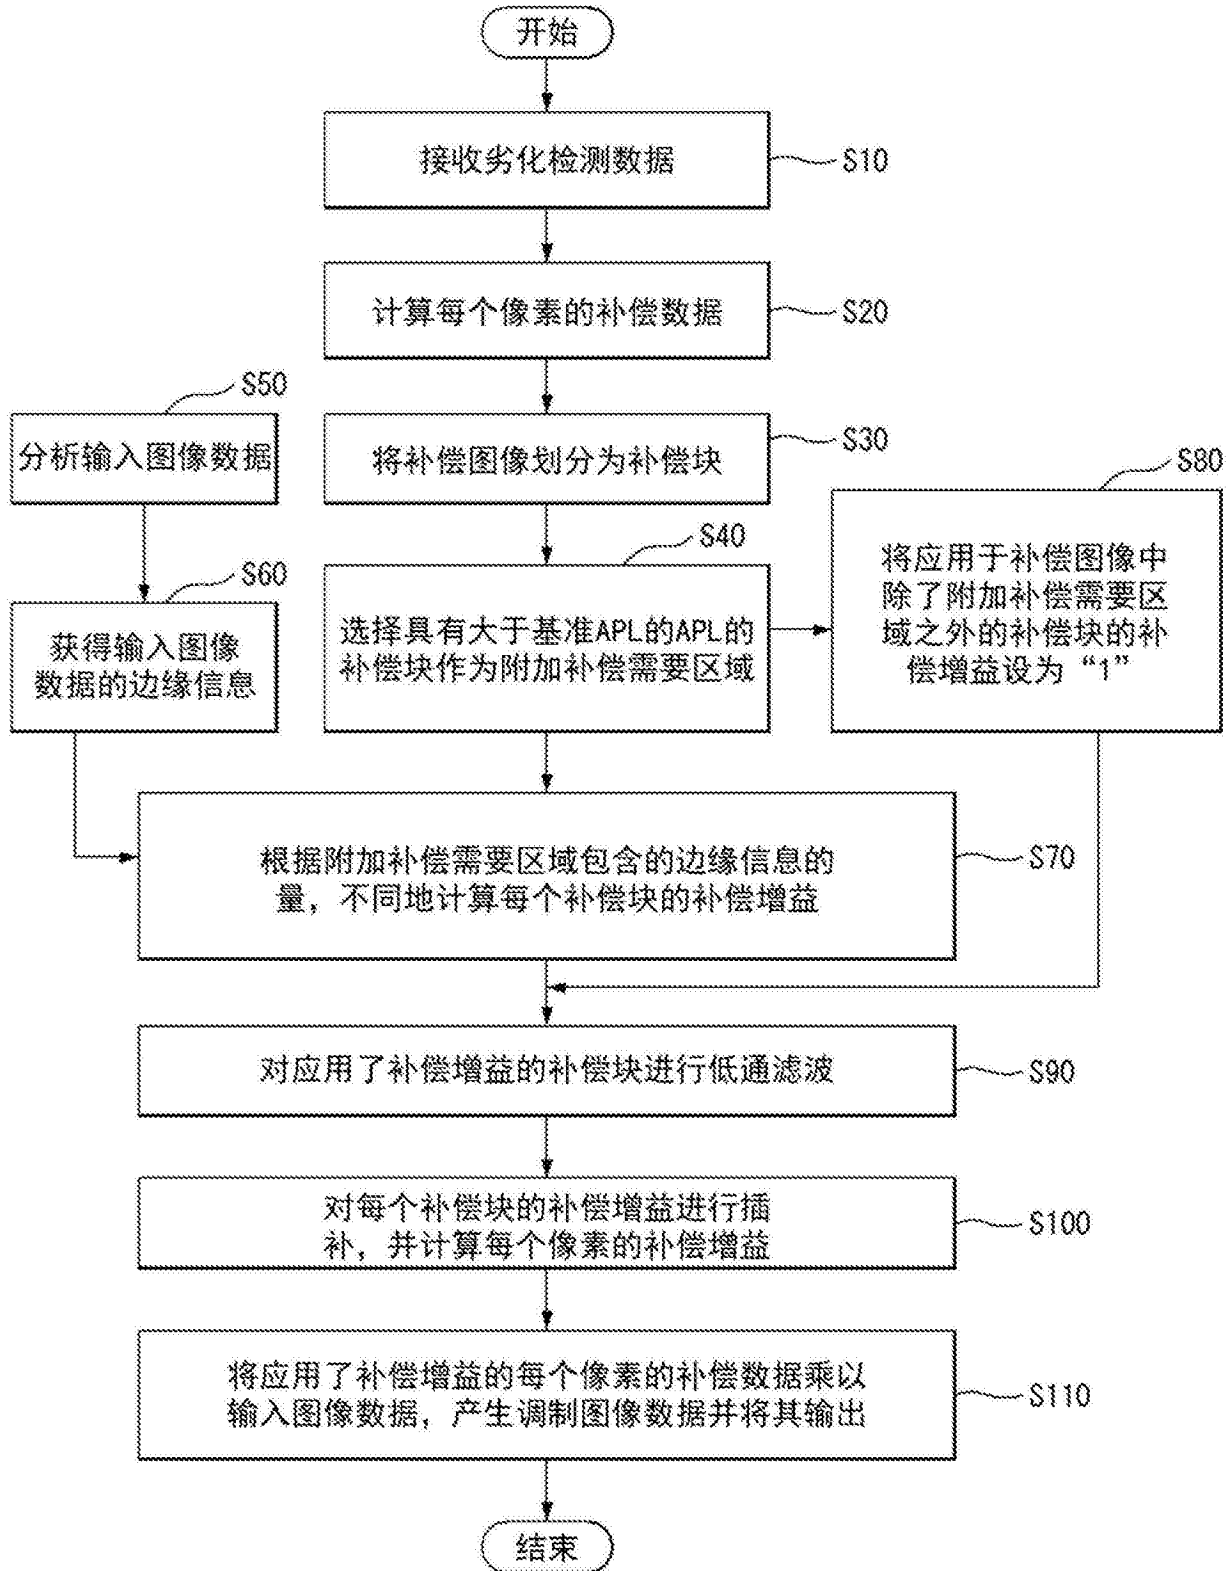 开始
接收劣化检测数据
S10
计算每个像素的补偿数据
S20
S50
分析输入图像数据
将补偿图像划分为补偿块
S30
S80
S40
S60
获得输入图像
数据的边缘信息
选择具有大于基准APL的APL的
补偿块作为附加补偿需要区域
将应用于补偿图像中
除了附加补偿需要区
域之外的补偿块的补
偿增益设为“1”
根据附加补偿需要区域包含的边缘信息的
量，不同地计算每个补偿块的补偿增益
S70
对应用了补偿增益的补偿块进行低通滤波
S90
对每个补偿块的补偿增益进行插
补，并计算每个像素的补偿增益
S100
将应用了补偿增益的每个像素的补偿数据乘以
输入图像数据，产生调制图像数据并将其输出
S110
结束